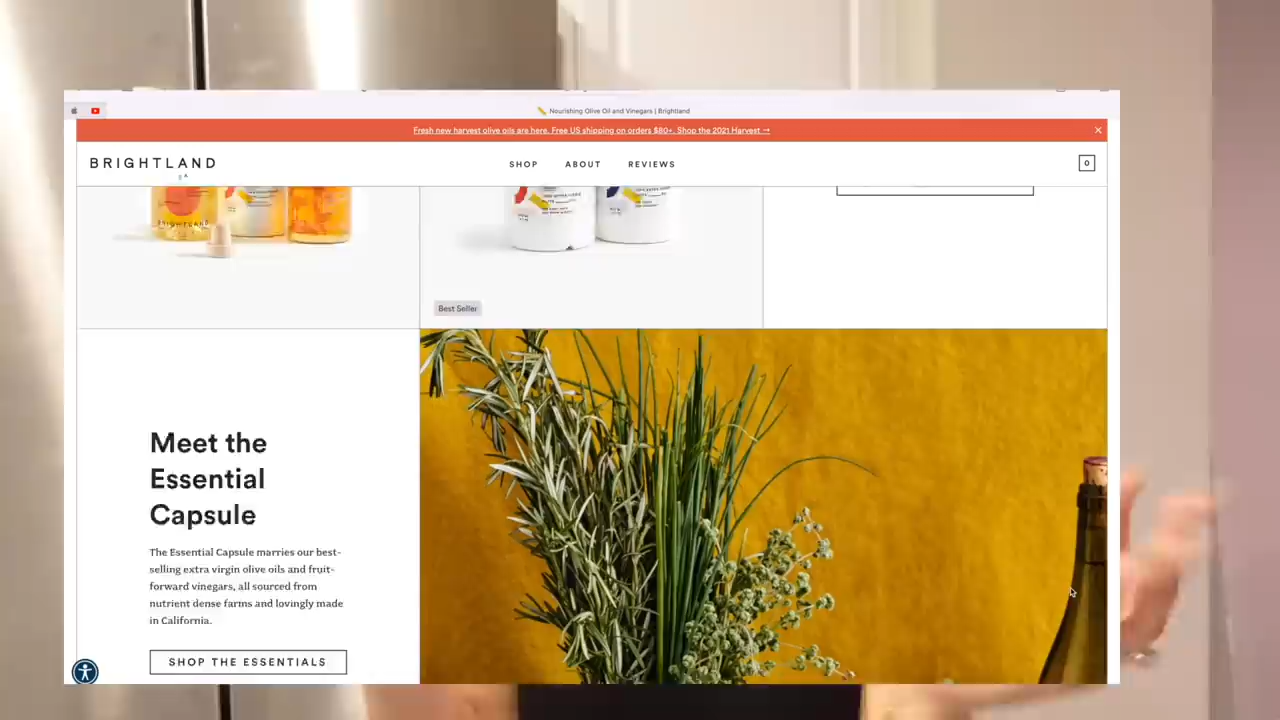 Nourishing Olive Oil and Vinegars | Brightland
Fresh new harvest olive oils are here. Free US shipping on orders $80+. Shop the 2021 Harvest →
BRIGHTLAND
SHOP ABOUT REVIEWS
0
BRIGHTLAND
Best Seller
Meet the
Essential
Capsule
The Essential Capsule marries our best-
selling extra virgin olive oils and fruit-
forward vinegars, all sourced from
nutrient dense farms and lovingly made
in California.
SHOP THE ESSENTIALS